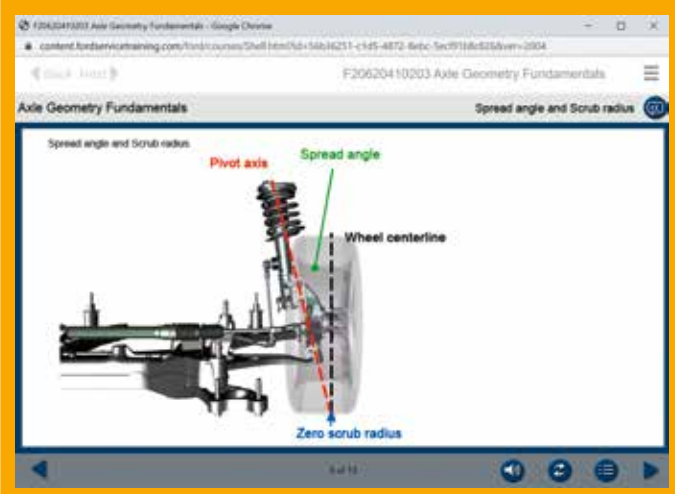 F20620410203 Axle Geometry Fundamentals - Google Chrome
Back Next
F20620410203 Axle Geometry Fundamentals
Axle Geometry Fundamentals
Spread angle and Scrub radius
Spread angle and Scrub radius
Pivot axis
Spread angle
Wheel centerline
Zero scrub radius